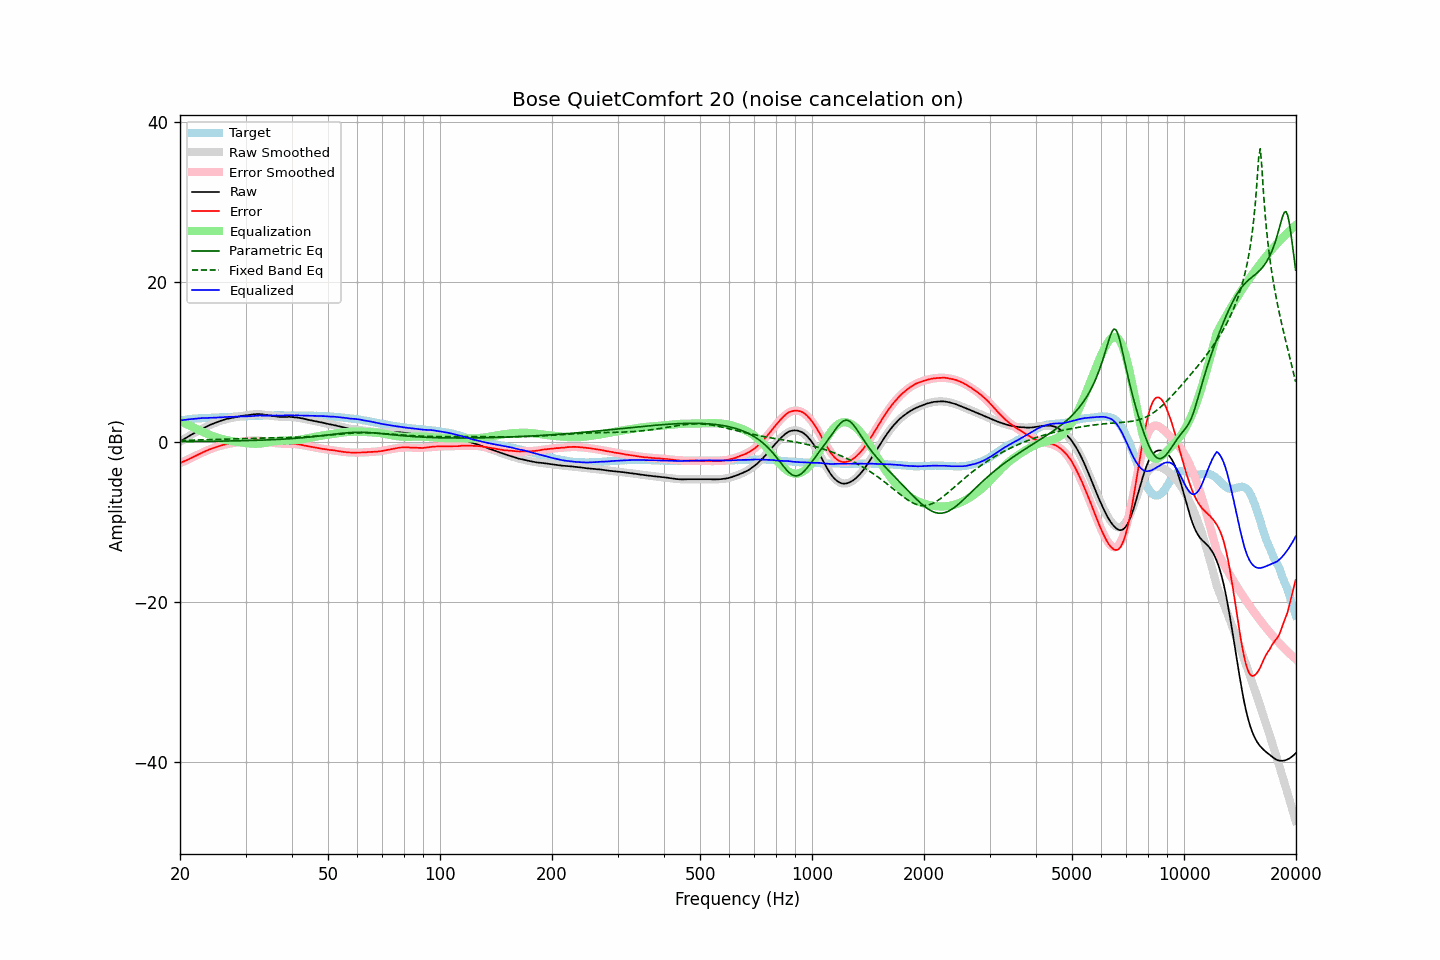 Bose QuietComfort 20 (noise cancelation on)
40
20
0
−20
−40
Amplitude (dBr)
Target
Raw Smoothed
Error Smoothed
Raw
Error
Equalization
Parametric Eq
Fixed Band Eq
Equalized
20 50 100 200 500 1000 2000 5000 10000 20000
Frequency (Hz)